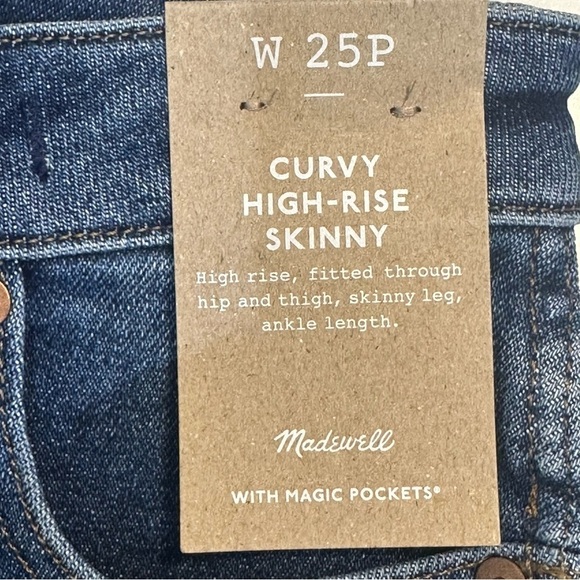 W 25P
CURVY
HIGH-RISE
SKINNY
High rise, fitted through
hip and thigh, skinny leg,
ankle length.
Madewell
WITH MAGIC POCKETS®